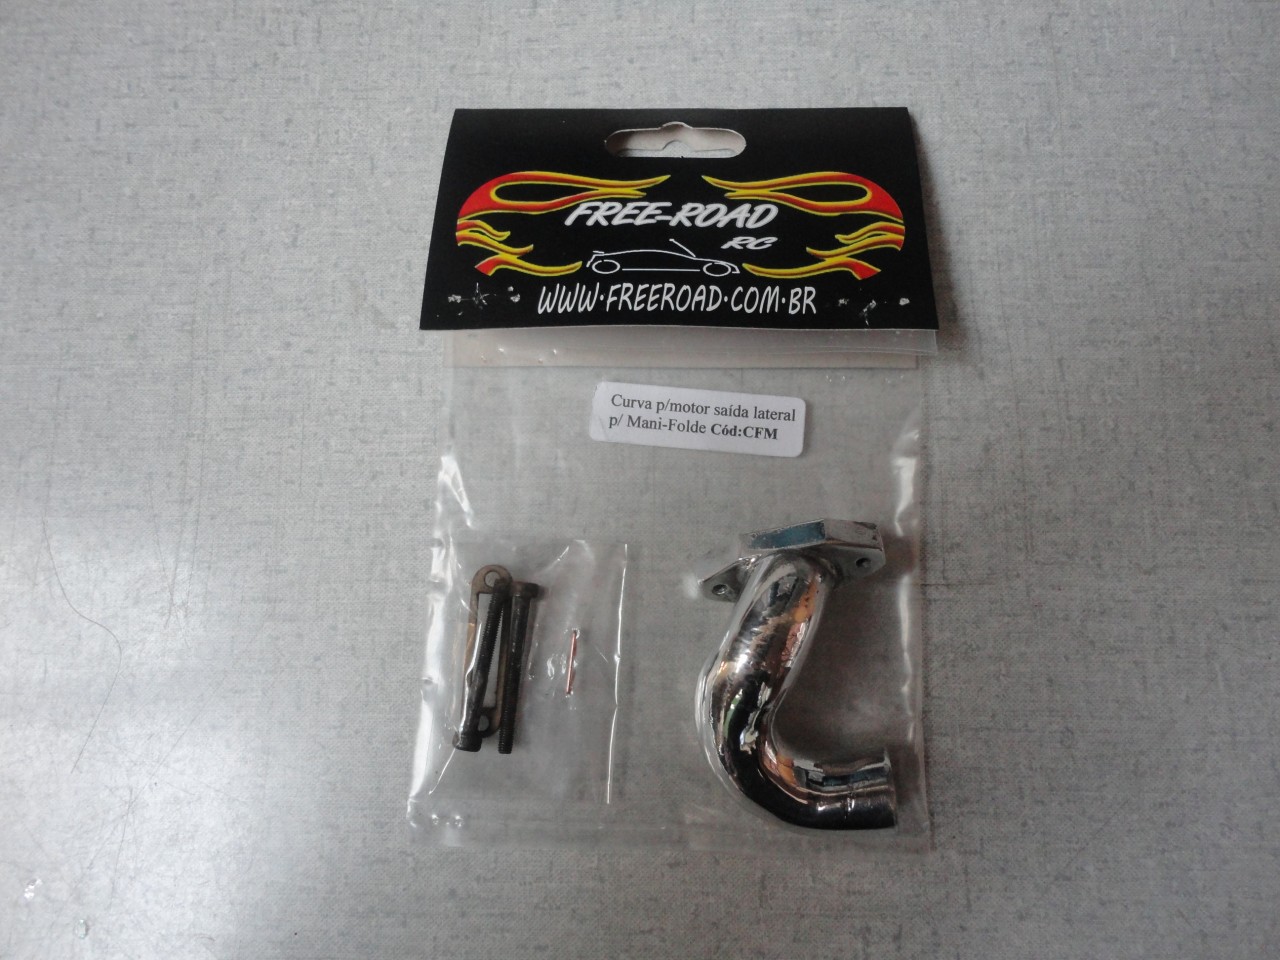 FREE-ROAD
RC
WWW.FREEROAD.COM.BR
Curva p/motor saída lateral
p/ Mani-Folde Cód:CFM